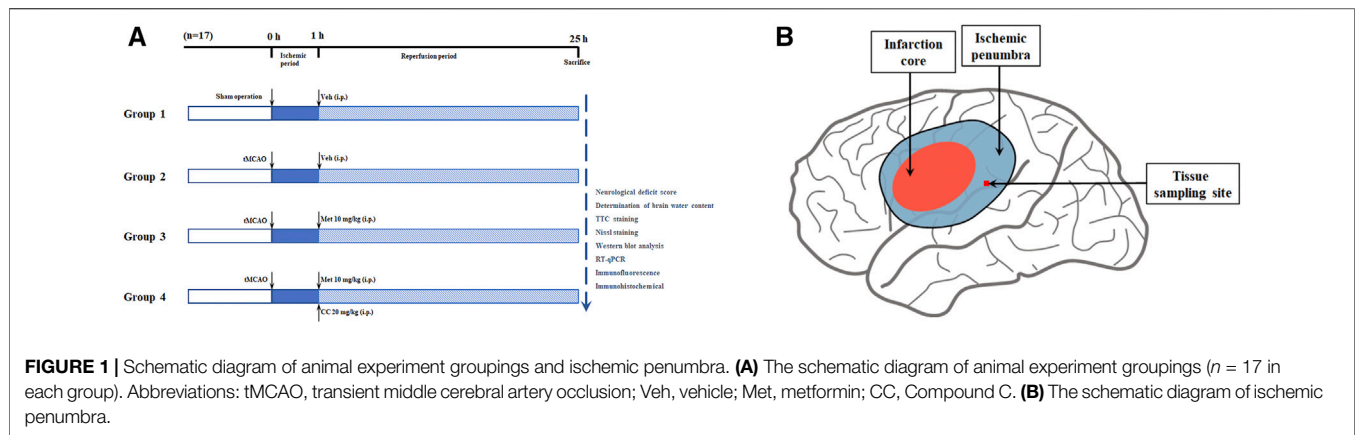 A
(n=17)
0 h
1 h
25 h
Ischemic
period
Reperfusion period
Sacrifice
Sham operation
Veh (i.p.)
Group 1
tMCAO
Veh (i.p.)
Group 2
tMCAO
Met 10 mg/kg (i.p.)
Group 3
tMCAO
Met 10 mg/kg (i.p.)
Group 4
CC 20 mg/kg (i.p.)
Neurological deficit score
Determination of brain water content
TTC staining
Nissl staining
Western blot analysis
RT-qPCR
Immunofluorescence
Immunohistochemical
B
Infarction
core
Ischemic
penumbra
Tissue
sampling site
FIGURE 1 | Schematic diagram of animal experiment groupings and ischemic penumbra. (A) The schematic diagram of animal experiment groupings (n = 17 in
each group). Abbreviations: tMCAO, transient middle cerebral artery occlusion; Veh, vehicle; Met, metformin; CC, Compound C. (B) The schematic diagram of ischemic
penumbra.